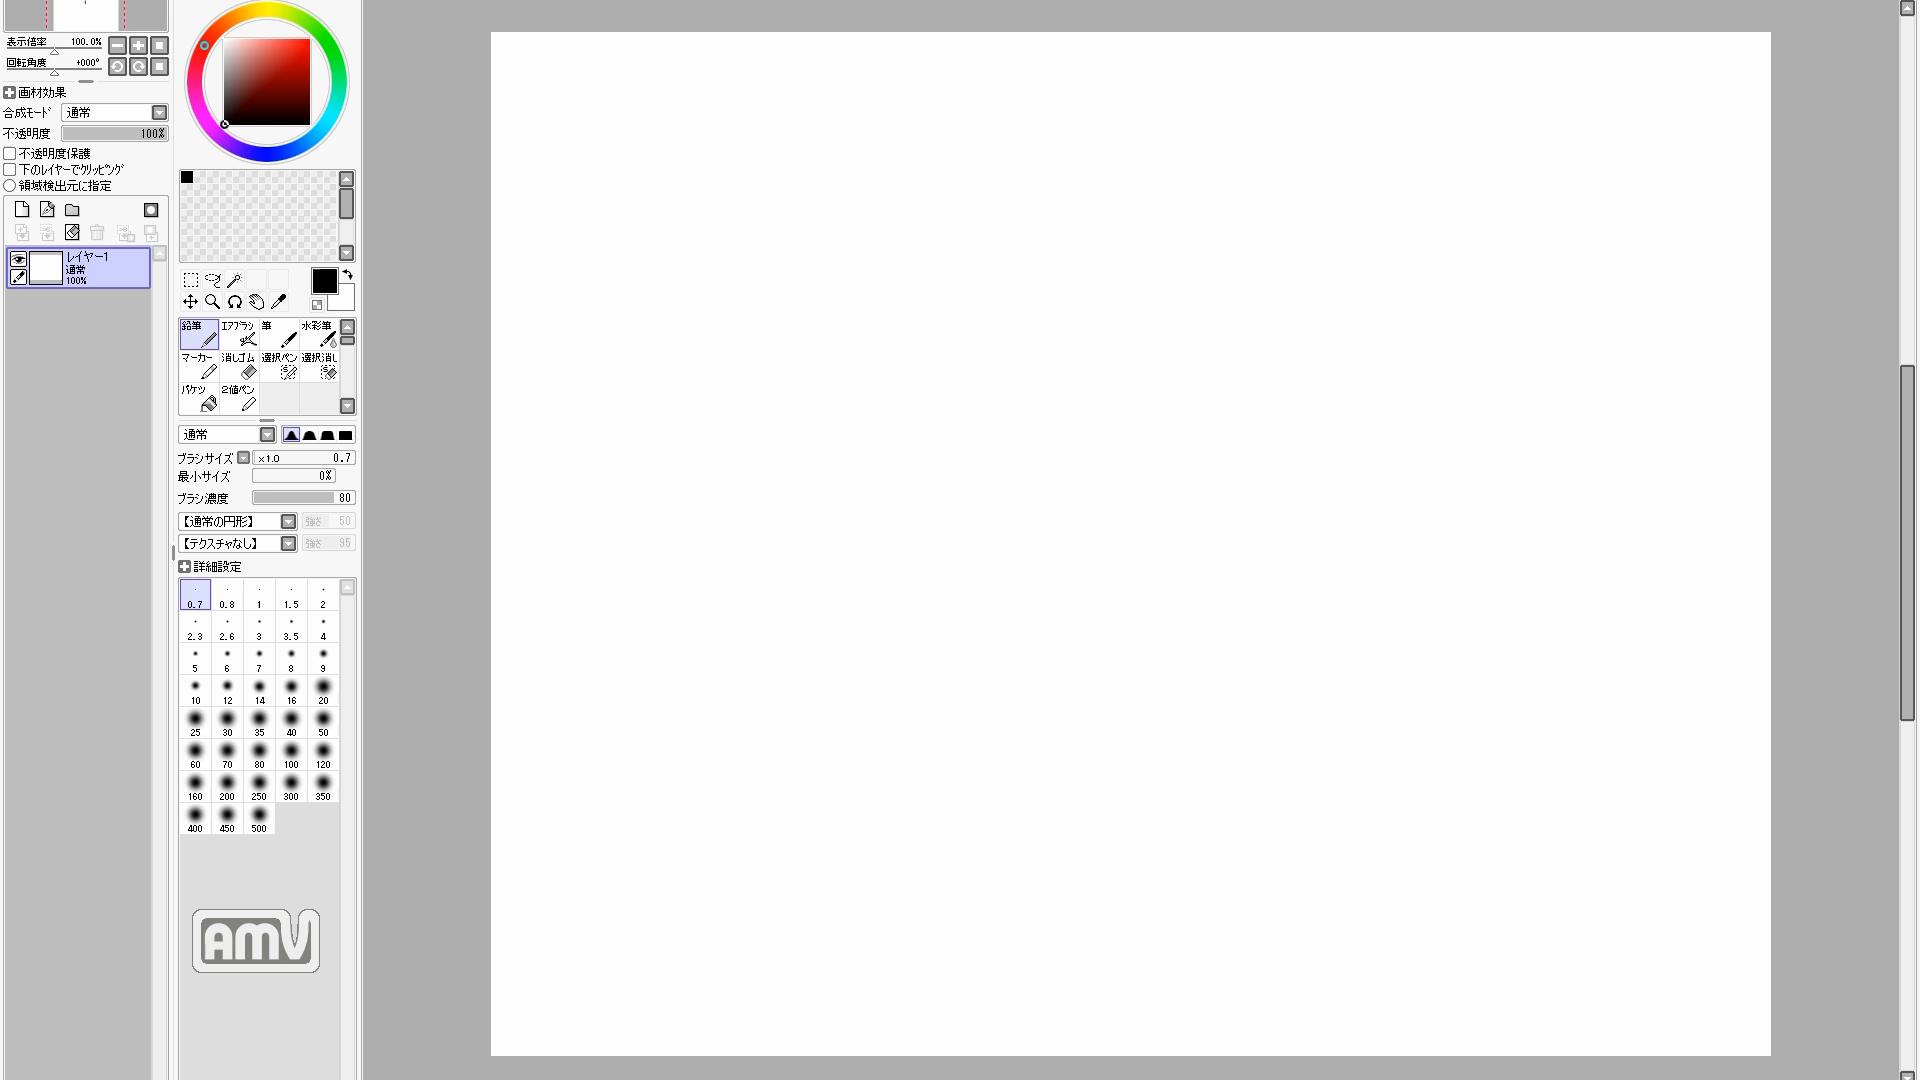 表示倍率 100.0%
回転角度 +000°
画材効果
合成モード 通常
不透明度 100%
不透明度保護
下のレイヤーでクリッピング
領域検出元に指定
レイヤー1
通常
100%
鉛筆 エアブラシ 筆 水彩筆
マーカー 消しゴム 選択ペン 選択消し
バケツ 2値ペン
通常
ブラシサイズ ×1.0 0.7
最小サイズ 0%
ブラシ濃度 80
【通常の円形】 強さ 50
【テクスチャなし】 強さ 95
詳細設定
0.7 0.8 1 1.5 2
2.3 2.6 3 3.5 4
5 6 7 8 9
10 12 14 16 20
25 30 35 40 50
60 70 80 100 120
160 200 250 300 350
400 450 500
AMV